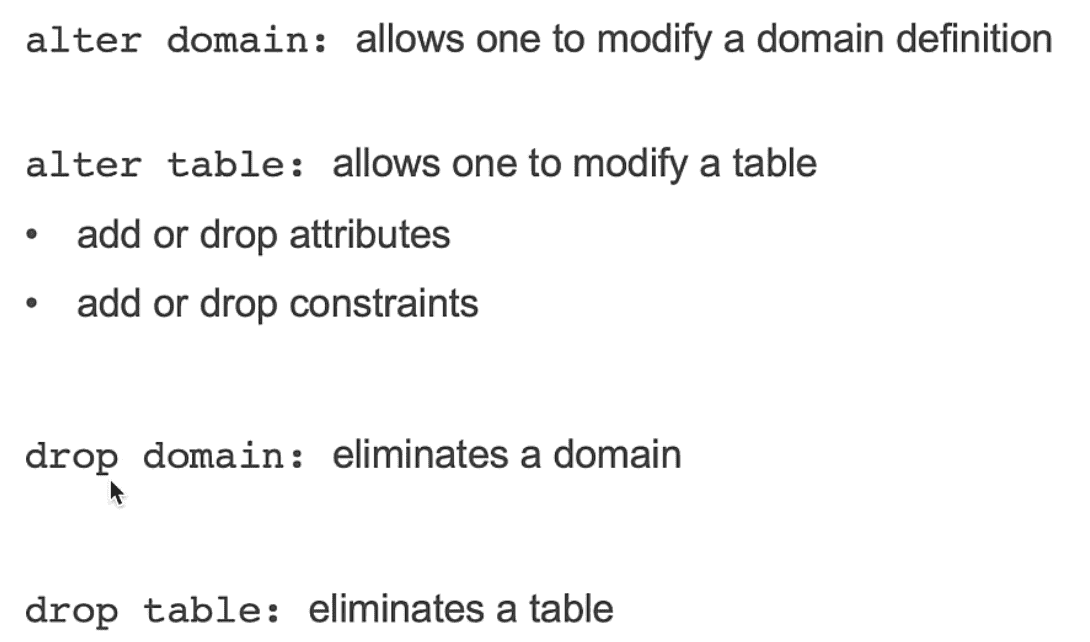 alter domain: allows one to modify a domain definition
alter table: allows one to modify a table
• add or drop attributes
• add or drop constraints
drop domain: eliminates a domain
drop table: eliminates a table